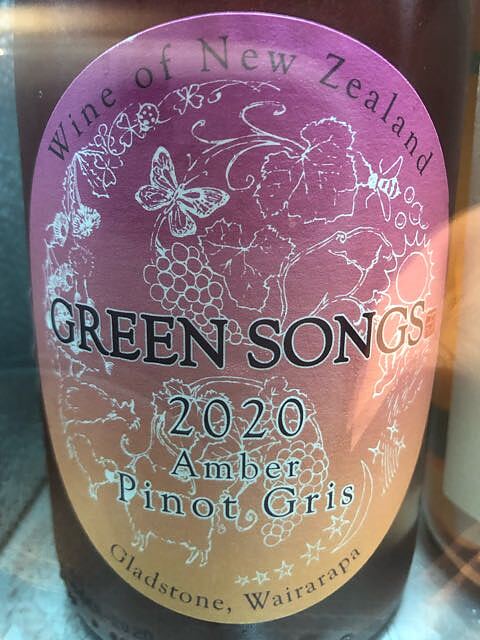 Wine of New Zealand
GREEN SONGS
2020
Amber
Pinot Gris
Gladstone, Wairarapa